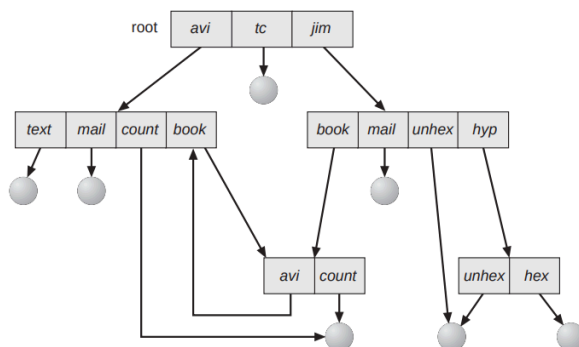 root avi tc jim
text mail count book book mail unhex hyp
avi count unhex hex